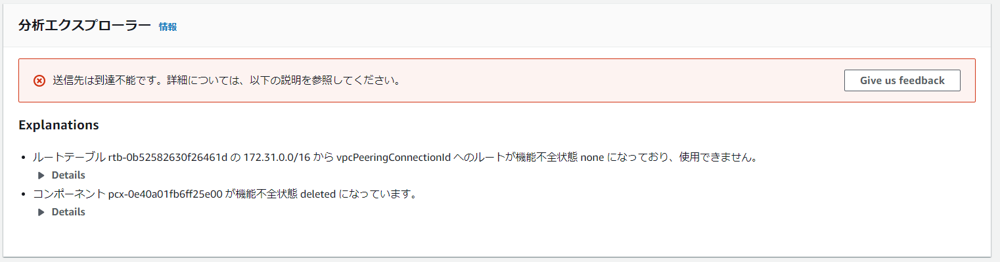 分析エクスプローラー 情報
送信先は到達不能です。詳細については、以下の説明を参照してください。
Give us feedback
Explanations
• ルートテーブル rtb-0b52582630f26461d の 172.31.0.0/16 から vpcPeeringConnectionId へのルートが機能不全状態 none になっており、使用できません。
▶ Details
• コンポーネント pcx-0e40a01fb6ff25e00 が機能不全状態 deleted になっています。
▶ Details